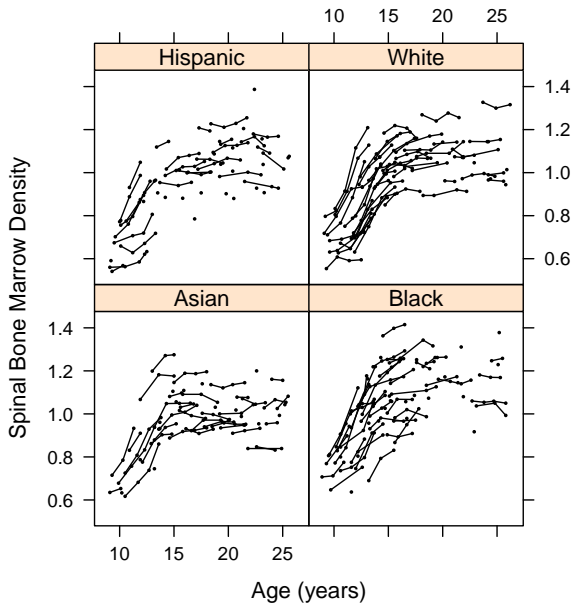 10 15 20 25
Hispanic White
1.4
1.2
1.0
0.8
0.6
Asian Black
1.4
1.2
1.0
0.8
0.6
10 15 20 25
Age (years)
Spinal Bone Marrow Density